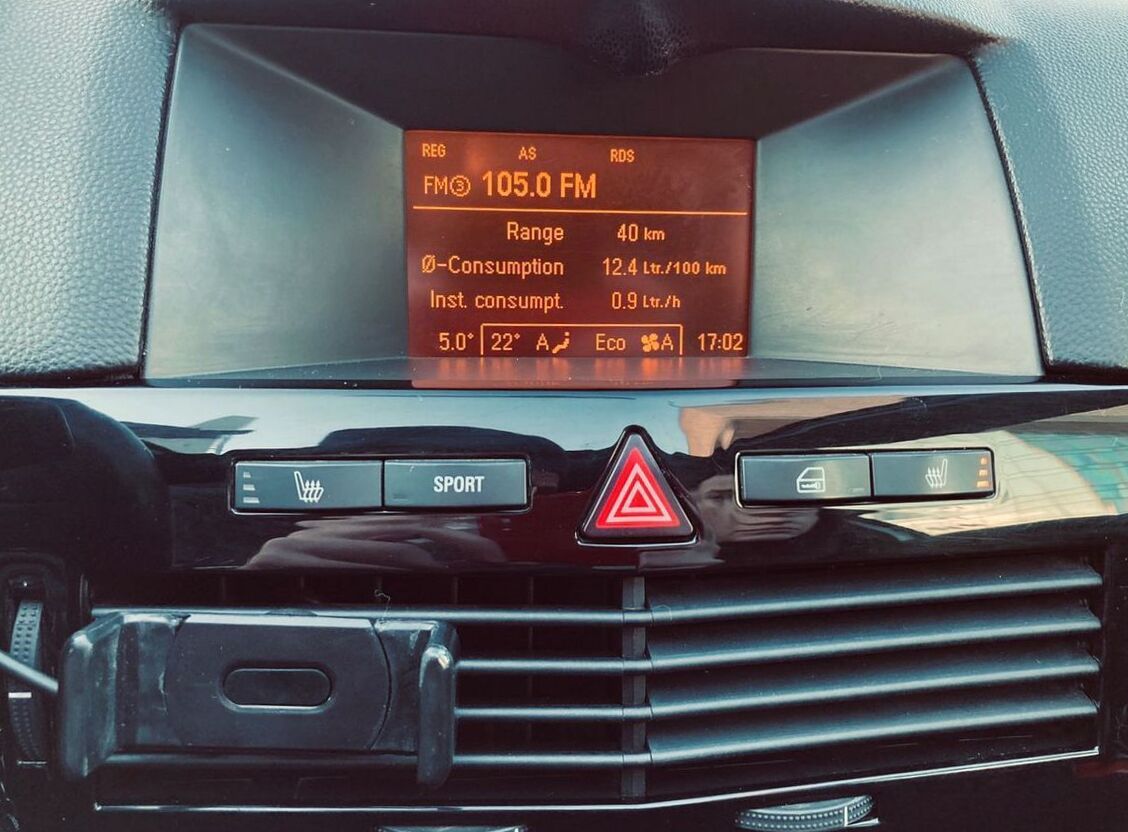 REG AS RDS
FM③ 105.0 FM
Range 40 km
Ø-Consumption 12.4 Ltr./100 km
Inst. consumpt. 0.9 Ltr./h
5.0° 22° A Eco A 17:02
SPORT